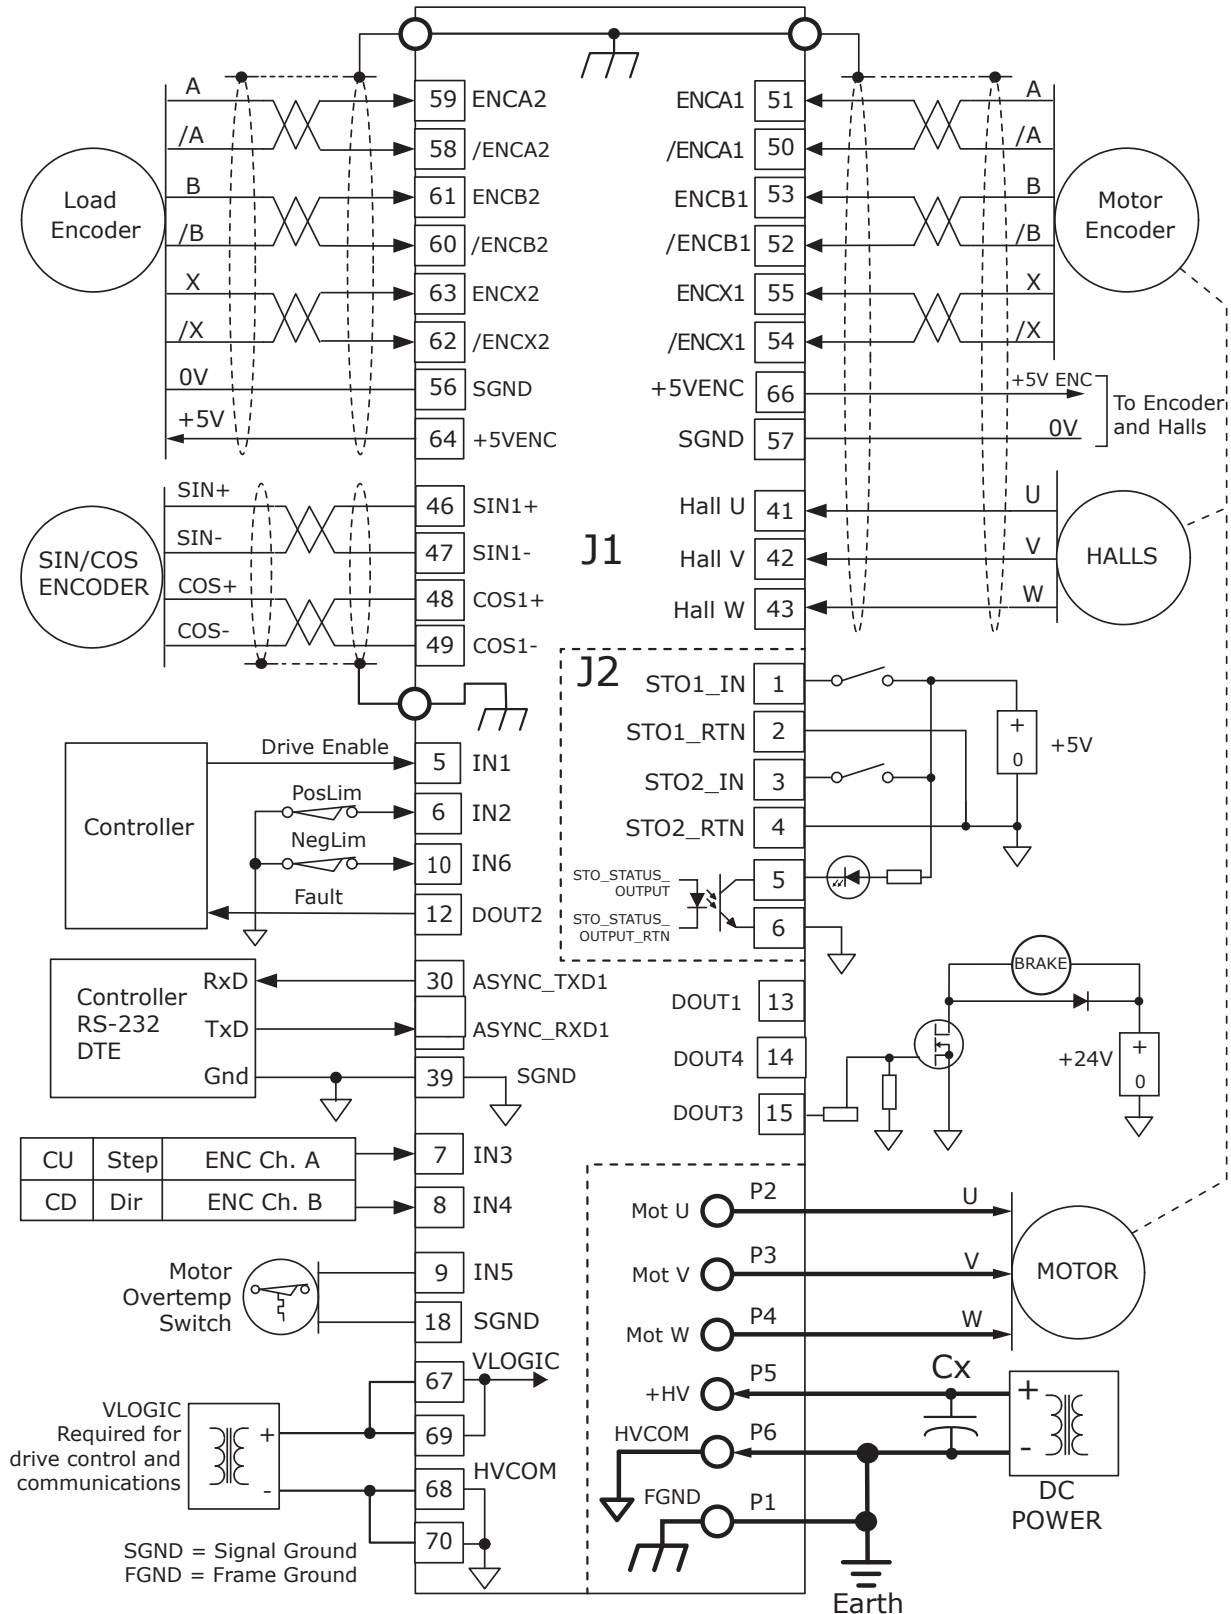 A
59 ENCA2
/A
58 /ENCA2
B
61 ENCB2
/B
60 /ENCB2
X
63 ENCX2
/X
62 /ENCX2
0V
56 SGND
+5V
64 +5VENC
Load
Encoder
ENCA1 51
A
/ENCA1 50
/A
ENCB1 53
B
/ENCB1 52
/B
ENCX1 55
X
/ENCX1 54
/X
+5VENC 66
+5V ENC
SGND 57
0V
To Encoder
and Halls
Motor
Encoder
SIN+
46 SIN1+
SIN-
47 SIN1-
COS+
48 COS1+
COS-
49 COS1-
SIN/COS
ENCODER
J1
Hall U 41
U
Hall V 42
V
Hall W 43
W
HALLS
J2
STO1_IN 1
STO1_RTN 2
STO2_IN 3
STO2_RTN 4
STO_STATUS_
OUTPUT
5
STO_STATUS_
OUTPUT_RTN
6
+
0
+5V
Controller
Drive Enable
5 IN1
PosLim
6 IN2
NegLim
10 IN6
Fault
12 DOUT2
Controller
RS-232
DTE
RxD
30 ASYNC_TXD1
TxD
ASYNC_RXD1
Gnd
39 SGND
DOUT1 13
DOUT4 14
DOUT3 15
BRAKE
+24V
+
0
CU Step ENC Ch. A
7 IN3
CD Dir ENC Ch. B
8 IN4
Motor
Overtemp
Switch
9 IN5
18 SGND
VLOGIC
Required for
drive control and
communications
+
-
67 VLOGIC
69
68 HVCOM
70
Mot U P2 U
Mot V P3 V
Mot W P4 W
MOTOR
+HV P5
Cx
HVCOM P6
FGND P1
+
-
DC
POWER
Earth
SGND = Signal Ground
FGND = Frame Ground